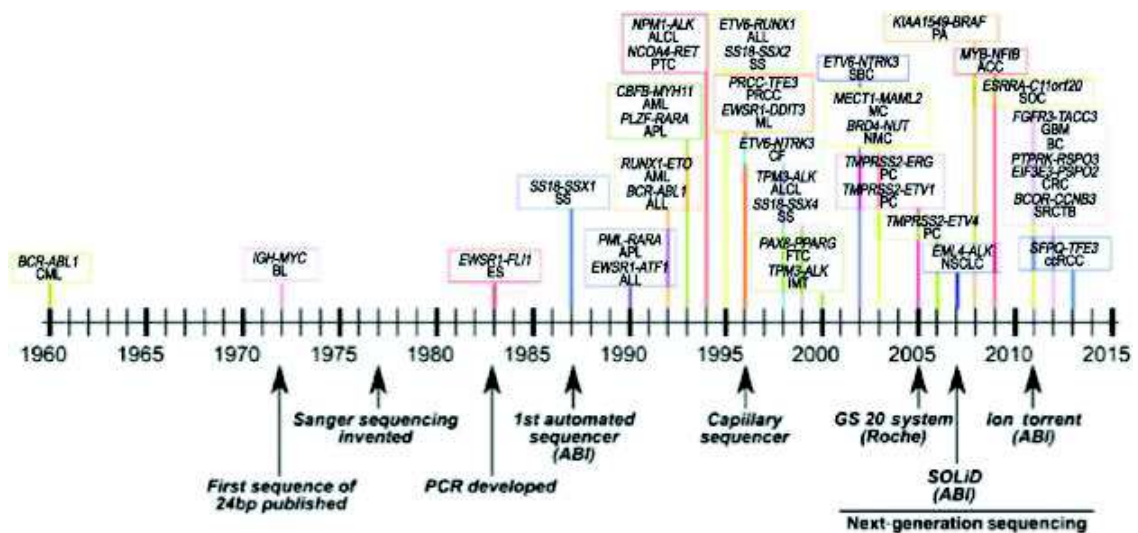 BCR-ABL1
CML
IGH-MYC
BL
EWSR1-FLI1
ES
SS18-SSX1
SS
PML-RARA
APL
EWSR1-ATF1
ALL
RUNX1-ETO
AML
BCR-ABL1
ALL
CBFB-MYH11
AML
PLZF-RARA
APL
NPM1-ALK
ALCL
NCOA4-RET
PTC
ETV6-RUNX1
ALL
SS18-SSX2
SS
PRCC-TFE3
PRCC
EWSR1-DDIT3
ML
ETV6-NTRK3
CF
TPM3-ALK
ALCL
SS18-SSX4
SS
PAX8-PPARG
FTC
TPM3-ALK
IMT
ETV6-NTRK3
SBC
MECT1-MAML2
MC
BRD4-NUT
NMC
TMPRSS2-ERG
PC
TMPRSS2-ETV1
PC
TMPRSS2-ETV4
PC
EML4-ALK
NSCLC
KIAA1549-BRAF
PA
MYB-NFIB
ACC
ESRRA-C11orf20
SOC
FGFR3-TACC3
GBM
BC
PTPRK-RSPO3
EIF3E3-PSPO2
CRC
BCOR-CCNB3
SRCTB
SFPQ-TFE3
ccRCC
1960 1965 1970 1975 1980 1985 1990 1995 2000 2005 2010 2015
First sequence of
24bp published
Sanger sequencing
invented
PCR developed
1st automated
sequencer
(ABI)
Capillary
sequencer
GS 20 system
(Roche)
SOLiD
(ABI)
Ion torrent
(ABI)
Next-generation sequencing